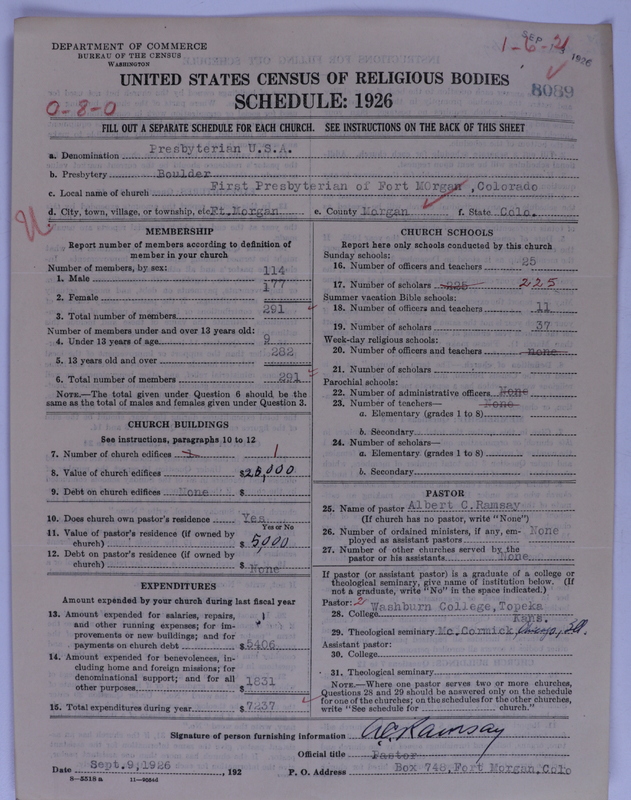 DEPARTMENT OF COMMERCE
BUREAU OF THE CENSUS
WASHINGTON
1-6-21
SEP 1926
UNITED STATES CENSUS OF RELIGIOUS BODIES
8089
SCHEDULE: 1926
0-8-0
FILL OUT A SEPARATE SCHEDULE FOR EACH CHURCH. SEE INSTRUCTIONS ON THE BACK OF THIS SHEET
a. Denomination Presbyterian U.S.A.
b. Presbytery Boulder
c. Local name of church First Presbyterian of Fort MOrgan ,Colorado
d. City, town, village, or township, etc. Ft. Morgan e. County Morgan f. State Colo.
MEMBERSHIP
Report number of members according to definition of
member in your church
Number of members, by sex:
1. Male 114
2. Female 177
3. Total number of members 291
Number of members under and over 13 years old:
4. Under 13 years of age 9
5. 13 years old and over 282
6. Total number of members 291
NOTE.—The total given under Question 6 should be the
same as the total of males and females given under Question 3.
CHURCH BUILDINGS
See instructions, paragraphs 10 to 12
7. Number of church edifices 1 1
8. Value of church edifices $25,000
9. Debt on church edifices None $
10. Does church own pastor's residence Yes
Yes or No
11. Value of pastor's residence (if owned by
church) $ 5,000
12. Debt on pastor's residence (if owned by
church) $ None
EXPENDITURES
Amount expended by your church during last fiscal year
13. Amount expended for salaries, repairs,
and other running expenses; for im-
provements or new buildings; and for
payments on church debt $5406
14. Amount expended for benevolences, in-
cluding home and foreign missions; for
denominational support; and for all
other purposes 1831
15. Total expenditures during year $7237
CHURCH SCHOOLS
Report here only schools conducted by this church
Sunday schools:
16. Number of officers and teachers 25
17. Number of scholars 225 225
Summer vacation Bible schools:
18. Number of officers and teachers 11
19. Number of scholars 37
Week-day religious schools:
20. Number of officers and teachers none
21. Number of scholars
Parochial schools:
22. Number of administrative officers None
23. Number of teachers— None
a. Elementary (grades 1 to 8)
b. Secondary
24. Number of scholars—
a. Elementary (grades 1 to 8)
b. Secondary
PASTOR
25. Name of pastor Albert C. Ramsay
(If church has no pastor, write "None")
26. Number of ordained ministers, if any, em-
ployed as assistant pastors None
27. Number of other churches served by the
pastor or his assistants None
If pastor (or assistant pastor) is a graduate of a college or
theological seminary, give name of institution below. (If
not a graduate, write "No" in the space indicated.)
Pastor: 2
28. College Washburn College, Topeka
Kans.
29. Theological seminary Mc. Cormick, Chicago, Ill.
Assistant pastor:
30. College
31. Theological seminary
NOTE.—Where one pastor serves two or more churches,
Questions 28 and 29 should be answered only on the schedule
for one of the churches; on the schedules for the other churches,
write "See schedule for church."
Signature of person furnishing information AC Ramsay
Official title Pastor
Date Sept. 9, 1926, 192 P. O. Address Box 748, Fort Morgan, Colo